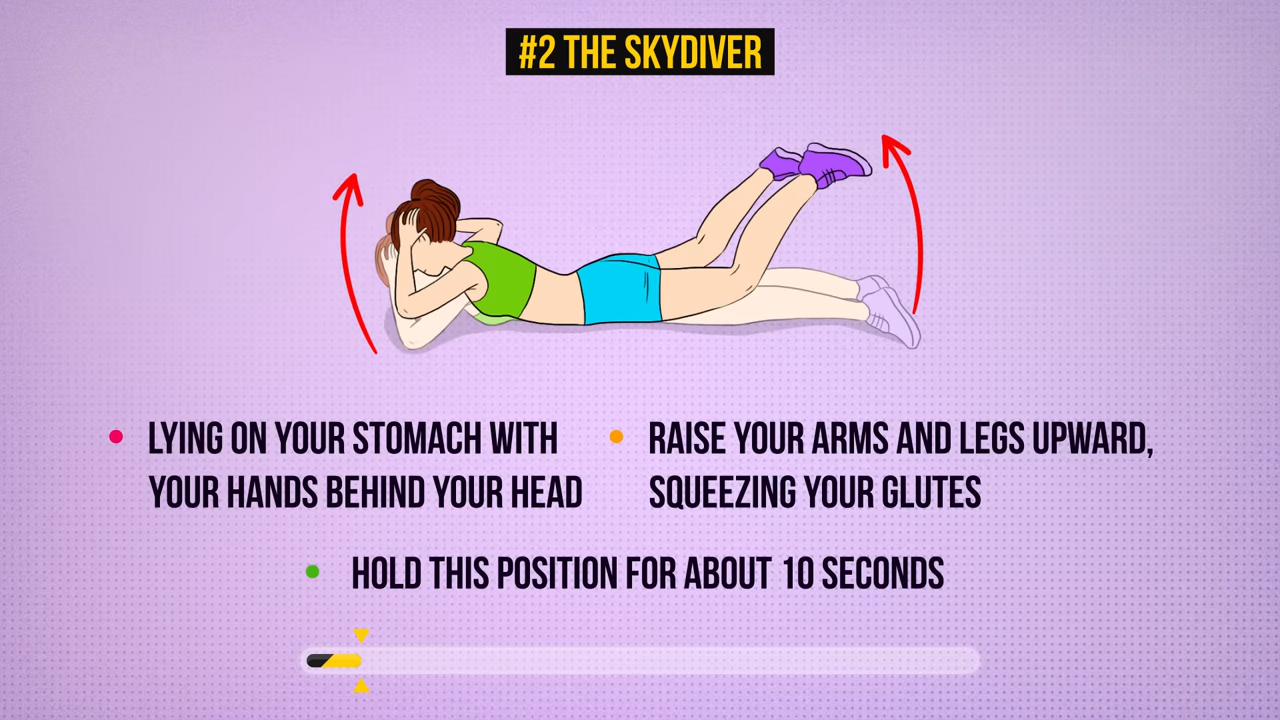 #2 THE SKYDIVER
LYING ON YOUR STOMACH WITH
YOUR HANDS BEHIND YOUR HEAD
RAISE YOUR ARMS AND LEGS UPWARD,
SQUEEZING YOUR GLUTES
HOLD THIS POSITION FOR ABOUT 10 SECONDS